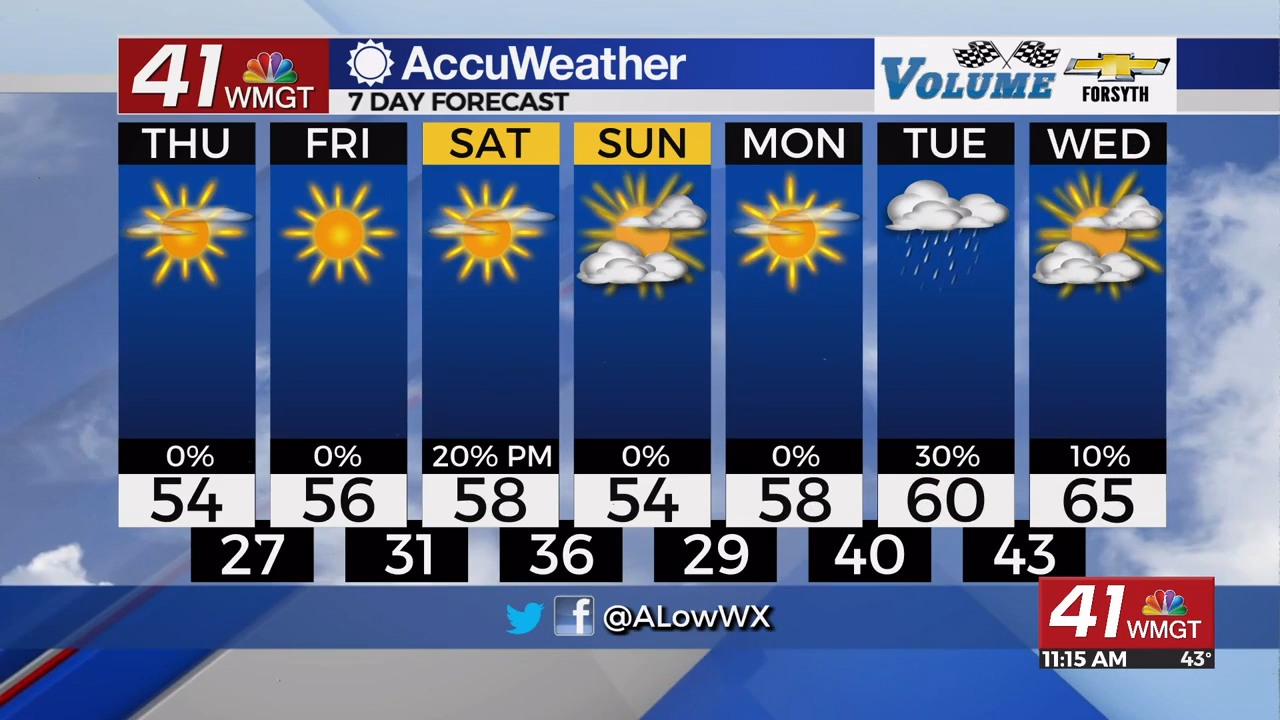 41 WMGT
AccuWeather
7 DAY FORECAST
VOLUME
FORSYTH
THU FRI SAT SUN MON TUE WED
0% 0% 20% PM 0% 0% 30% 10%
54 56 58 54 58 60 65
27 31 36 29 40 43
f @ALowWX
41 WMGT
11:15 AM 43°